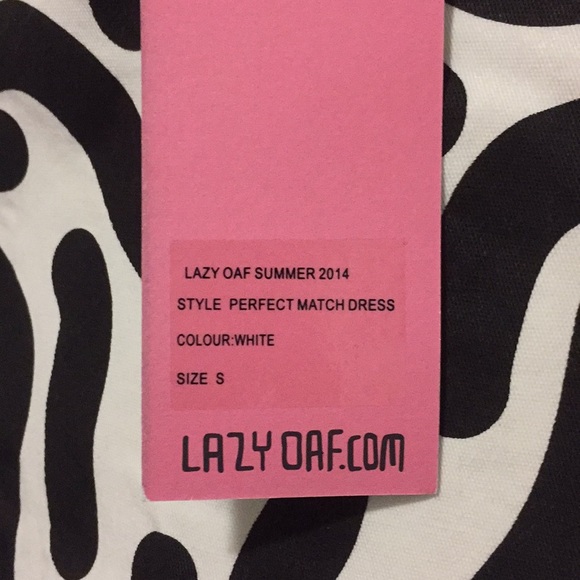 LAZY OAF SUMMER 2014
STYLE PERFECT MATCH DRESS
COLOUR:WHITE
SIZE S
LAZY OAF.COM